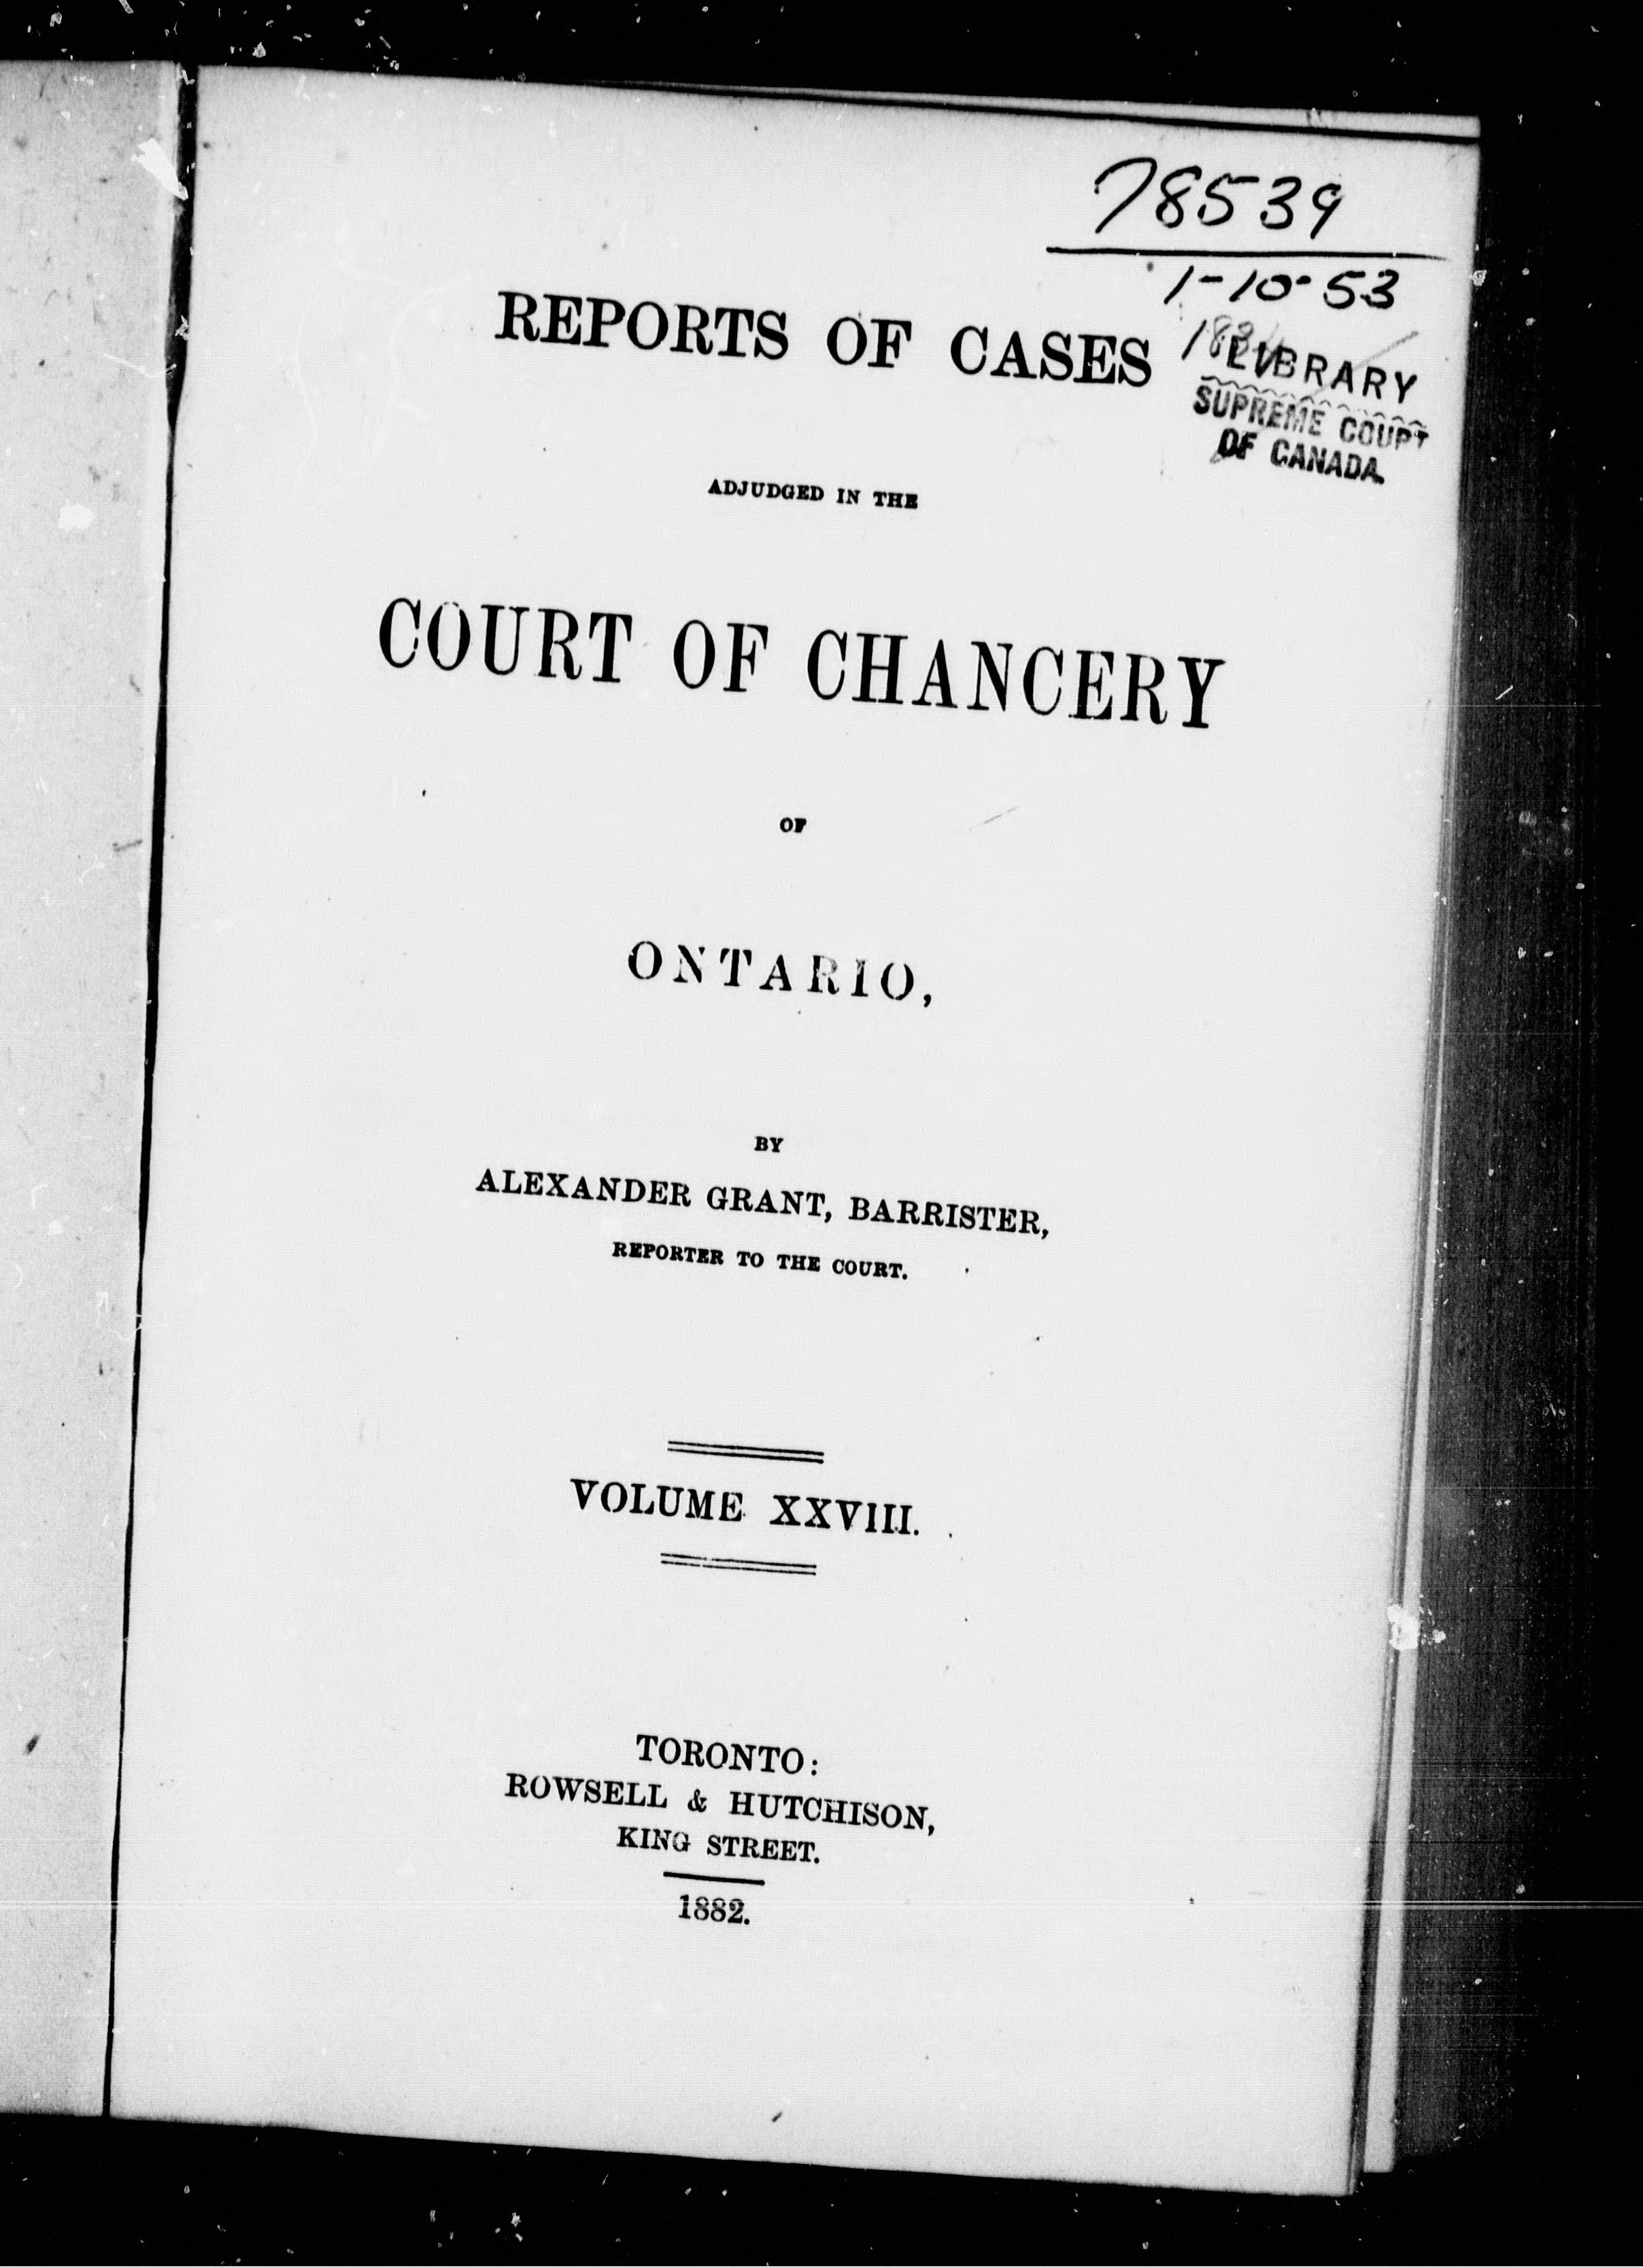 78539
1-10-53
REPORTS OF CASES
LIBRARY
SUPREME COURT
OF CANADA.
ADJUDGED IN THE
COURT OF CHANCERY
OF
ONTARIO,
BY
ALEXANDER GRANT, BARRISTER,
REPORTER TO THE COURT.
VOLUME XXVIII.
TORONTO:
ROWSELL & HUTCHISON,
KING STREET.
1882.